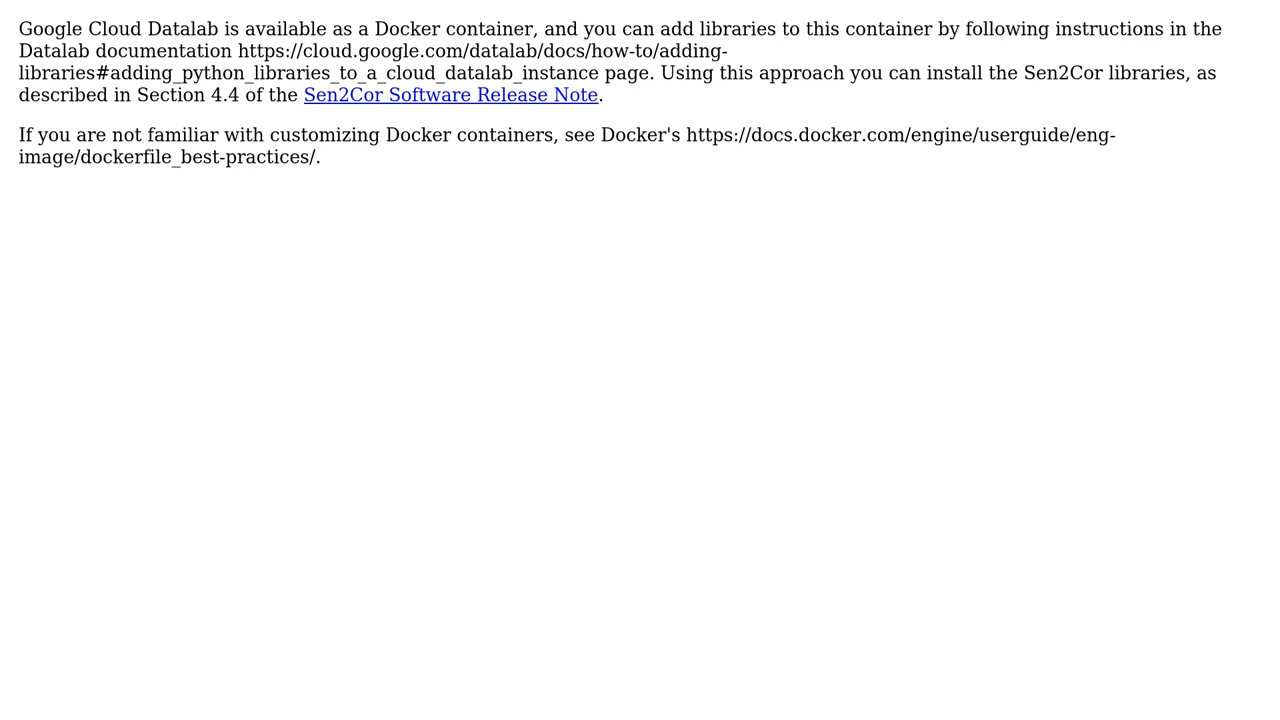 Google Cloud Datalab is available as a Docker container, and you can add libraries to this container by following instructions in the
Datalab documentation https://cloud.google.com/datalab/docs/how-to/adding-
libraries#adding_python_libraries_to_a_cloud_datalab_instance page. Using this approach you can install the Sen2Cor libraries, as
described in Section 4.4 of the Sen2Cor Software Release Note.
If you are not familiar with customizing Docker containers, see Docker's https://docs.docker.com/engine/userguide/eng-
image/dockerfile_best-practices/.